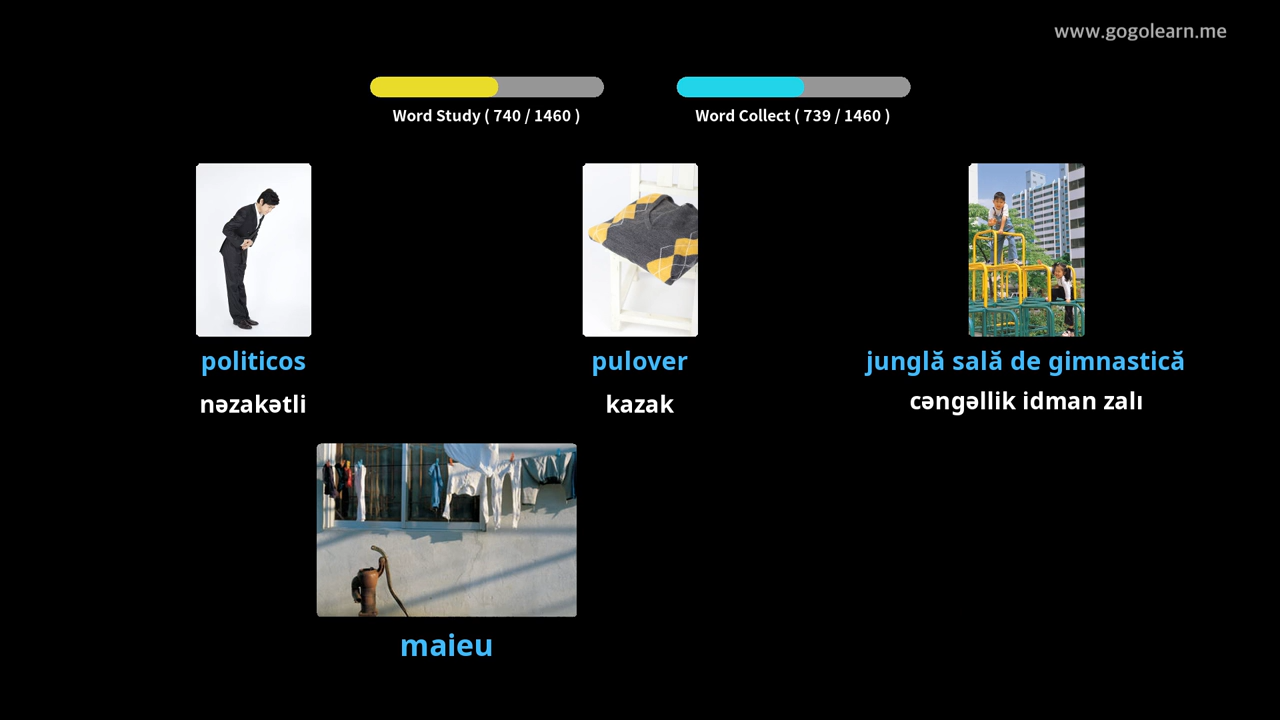 www.gogolearn.me
Word Study ( 740 / 1460 )
Word Collect ( 739 / 1460 )
politicos
pulover
junglă sală de gimnastică
nəzakətli
kazak
cəngəllik idman zalı
maieu